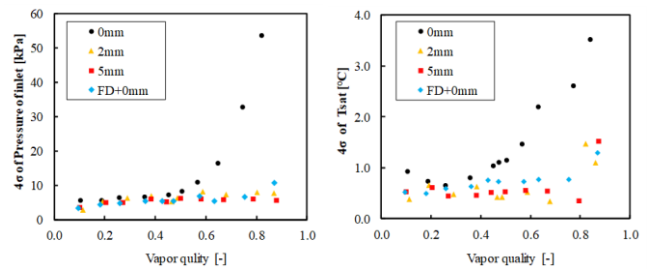 4σ of Pressure of inlet [kPa]
60
50
40
30
20
10
0
0mm
2mm
5mm
FD+0mm
0.0 0.2 0.4 0.6 0.8 1.0
Vapor qulity [-]
4σ of Tsat [°C]
4.0
3.0
2.0
1.0
0.0
0mm
2mm
5mm
FD+0mm
0.0 0.2 0.4 0.6 0.8 1.0
Vapor quality [-]